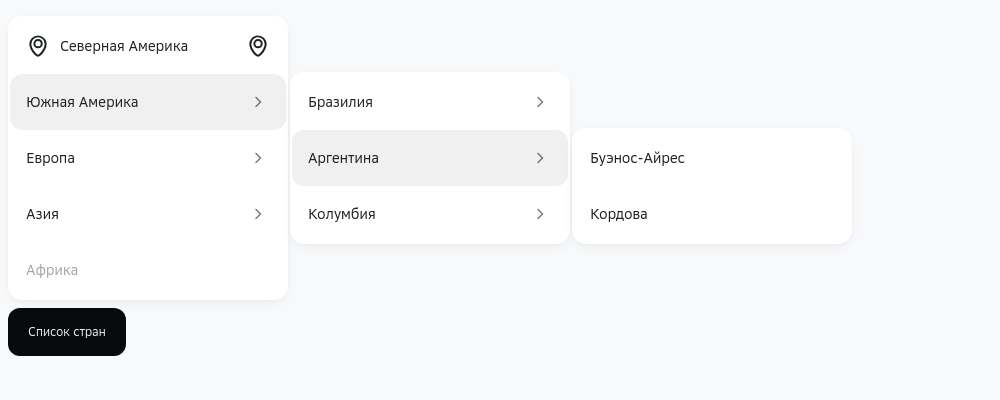 Северная Америка
Южная Америка
Европа
Азия
Африка
Бразилия
Аргентина
Колумбия
Буэнос-Айрес
Кордова
Список стран